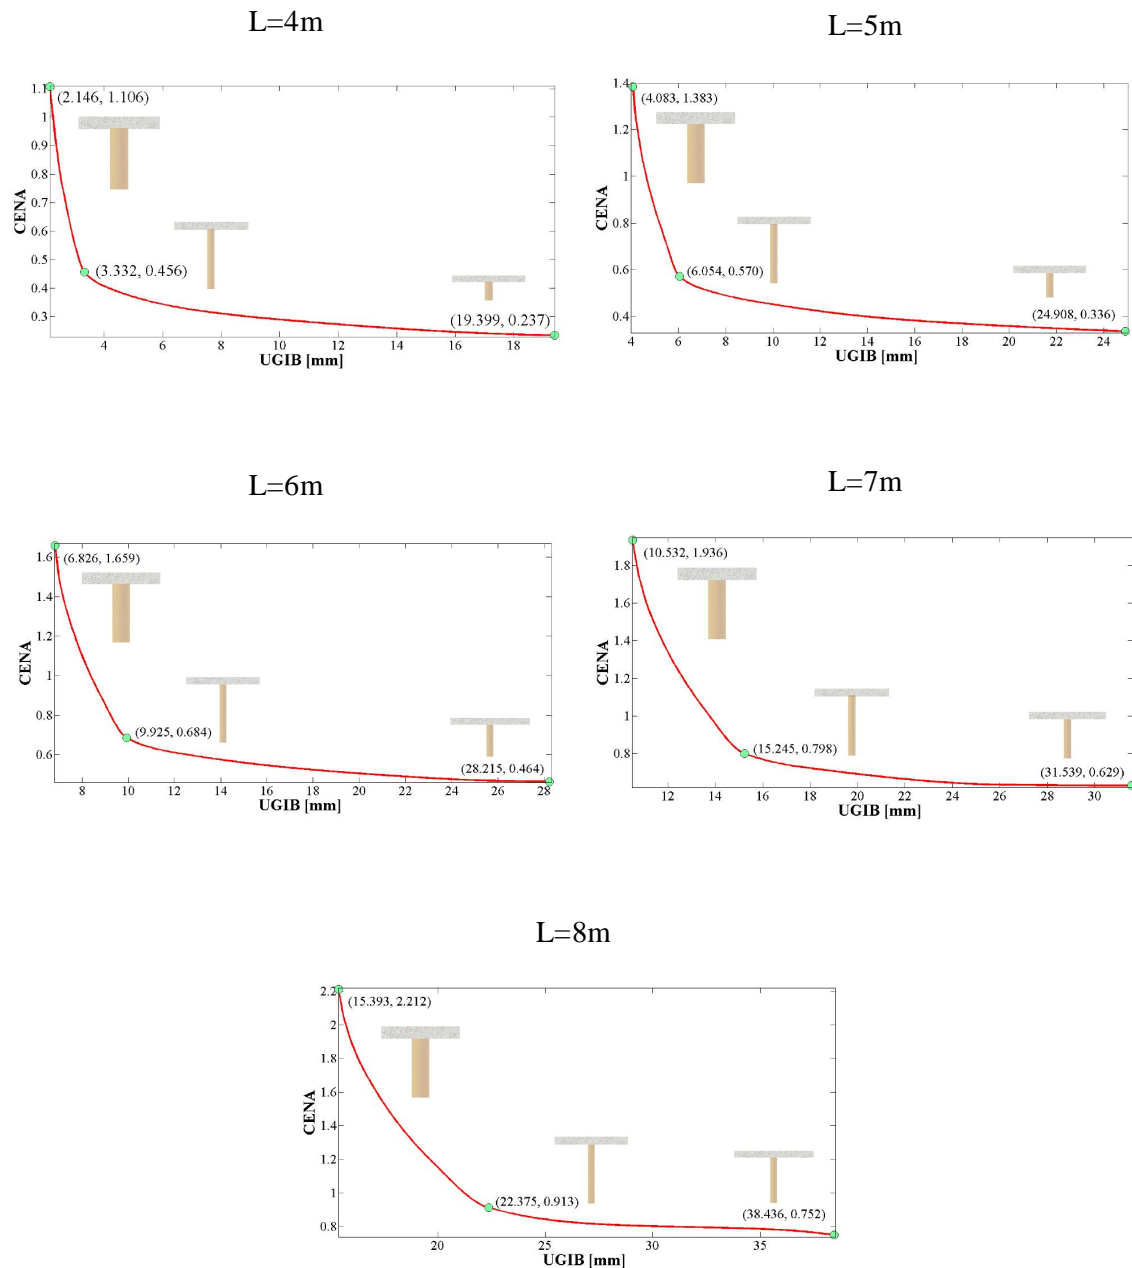 L=4m
1.1
1
0.9
0.8
0.7
0.6
0.5
0.4
0.3
CENA
(2.146, 1.106)
(3.332, 0.456)
(19.399, 0.237)
4 6 8 10 12 14 16 18
UGIB [mm]
L=5m
1.4
1.2
1
0.8
0.6
0.4
CENA
(4.083, 1.383)
(6.054, 0.570)
(24.908, 0.336)
4 6 8 10 12 14 16 18 20 22 24
UGIB [mm]
L=6m
1.6
1.4
1.2
1
0.8
0.6
CENA
(6.826, 1.659)
(9.925, 0.684)
(28.215, 0.464)
8 10 12 14 16 18 20 22 24 26 28
UGIB [mm]
L=7m
1.8
1.6
1.4
1.2
1
0.8
CENA
(10.532, 1.936)
(15.245, 0.798)
(31.539, 0.629)
12 14 16 18 20 22 24 26 28 30
UGIB [mm]
L=8m
2.2
2
1.8
1.6
1.4
1.2
1
0.8
CENA
(15.393, 2.212)
(22.375, 0.913)
(38.436, 0.752)
20 25 30 35
UGIB [mm]